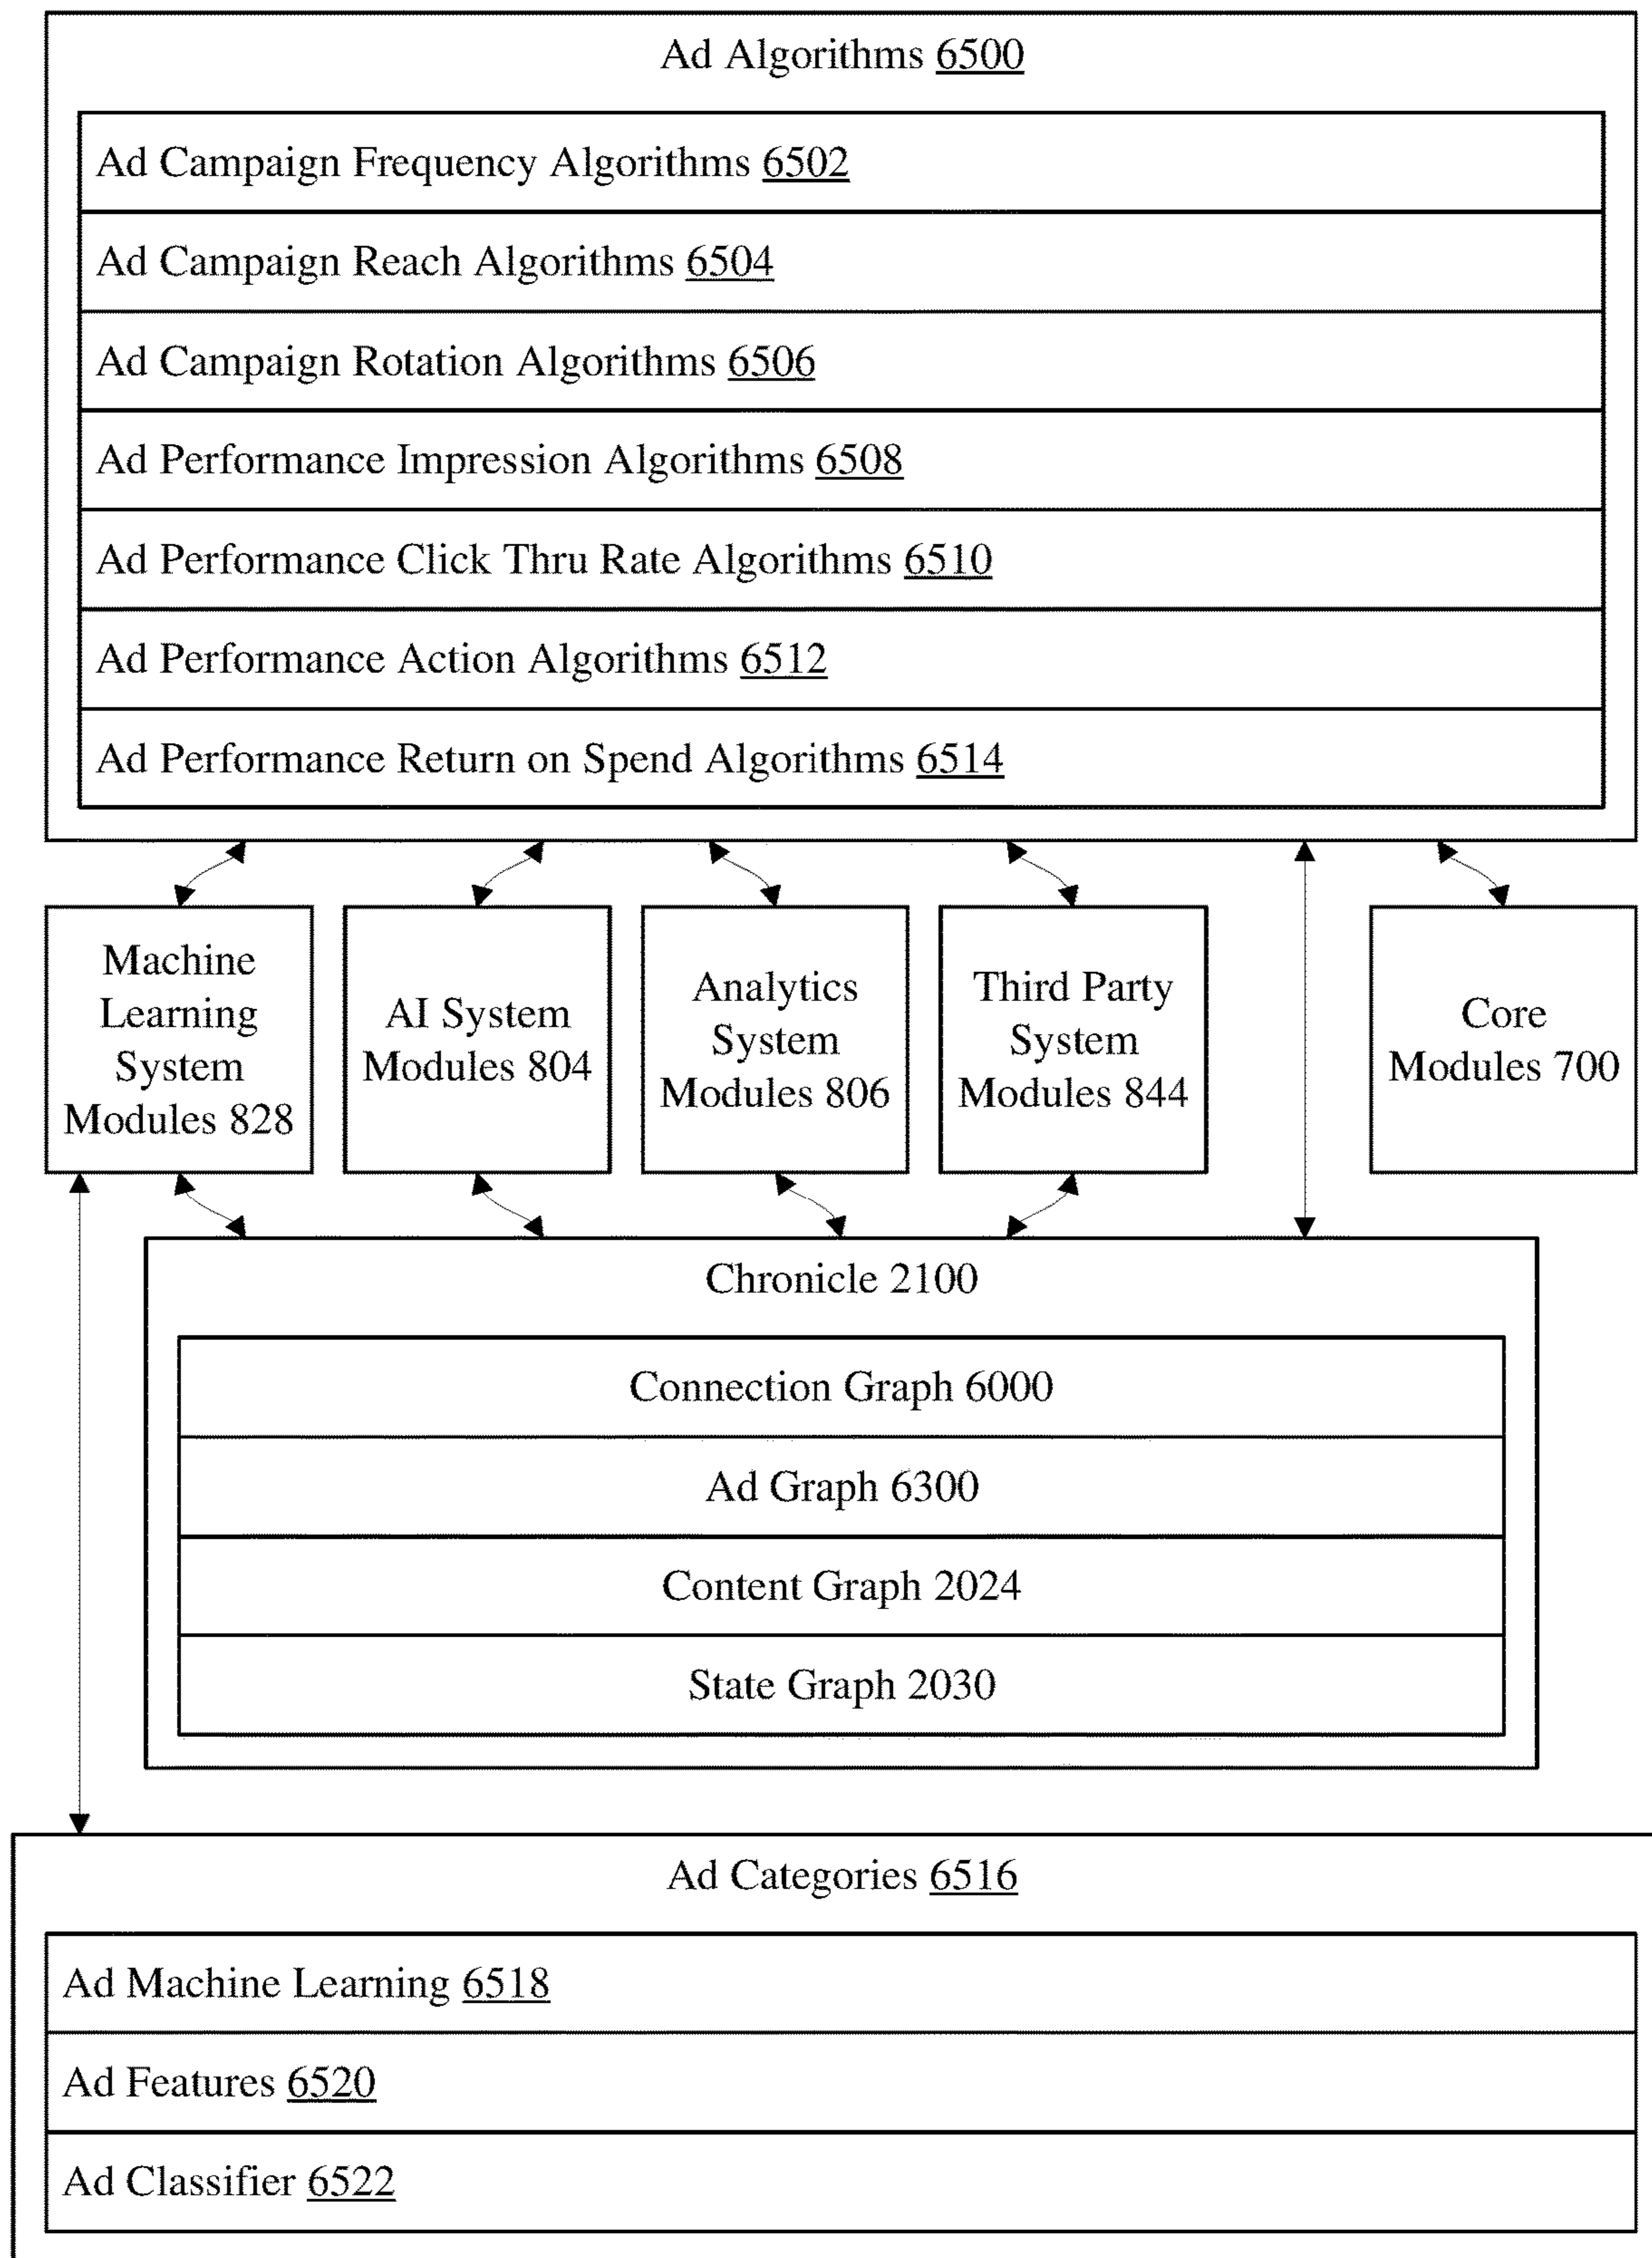 Ad Algorithms 6500
Ad Campaign Frequency Algorithms 6502
Ad Campaign Reach Algorithms 6504
Ad Campaign Rotation Algorithms 6506
Ad Performance Impression Algorithms 6508
Ad Performance Click Thru Rate Algorithms 6510
Ad Performance Action Algorithms 6512
Ad Performance Return on Spend Algorithms 6514
Machine
Learning
System
Modules 828
AI System
Modules 804
Analytics
System
Modules 806
Third Party
System
Modules 844
Core
Modules 700
Chronicle 2100
Connection Graph 6000
Ad Graph 6300
Content Graph 2024
State Graph 2030
Ad Categories 6516
Ad Machine Learning 6518
Ad Features 6520
Ad Classifier 6522